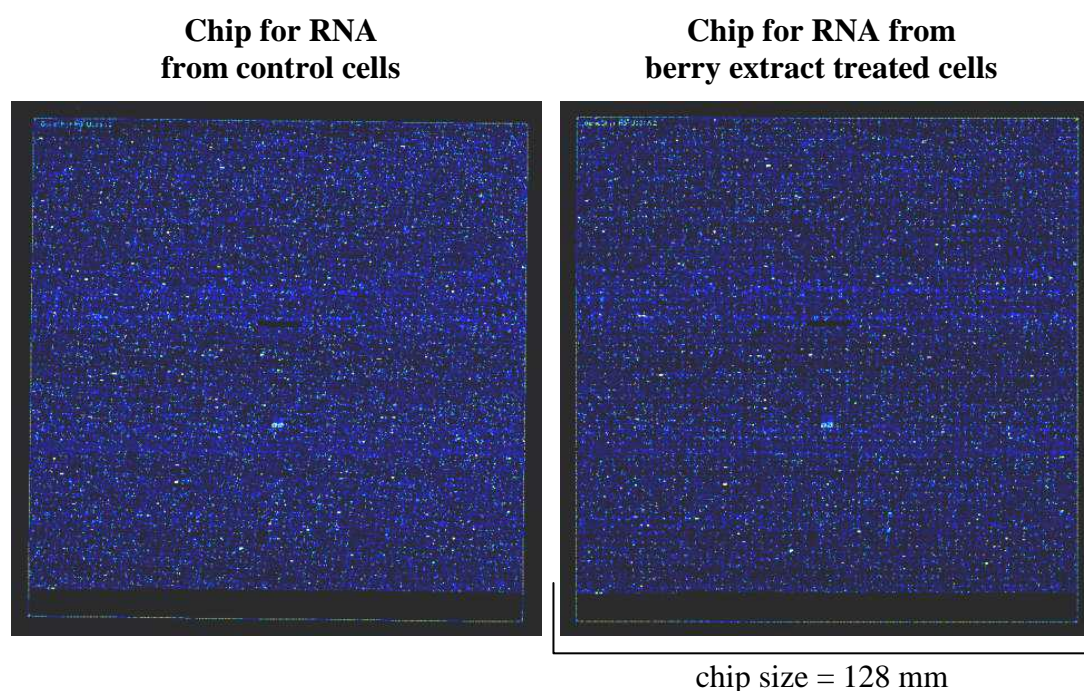 Chip for RNA
from control cells
Chip for RNA from
berry extract treated cells
chip size = 128 mm